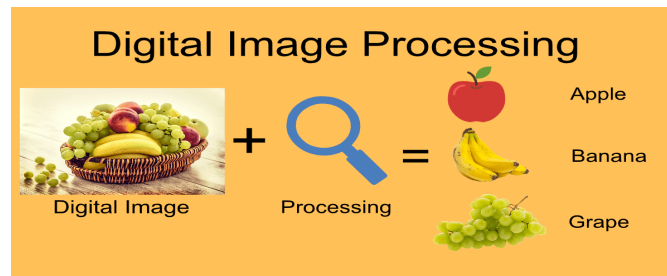 Digital Image Processing
+
=
Apple
Banana
Grape
Digital Image
Processing